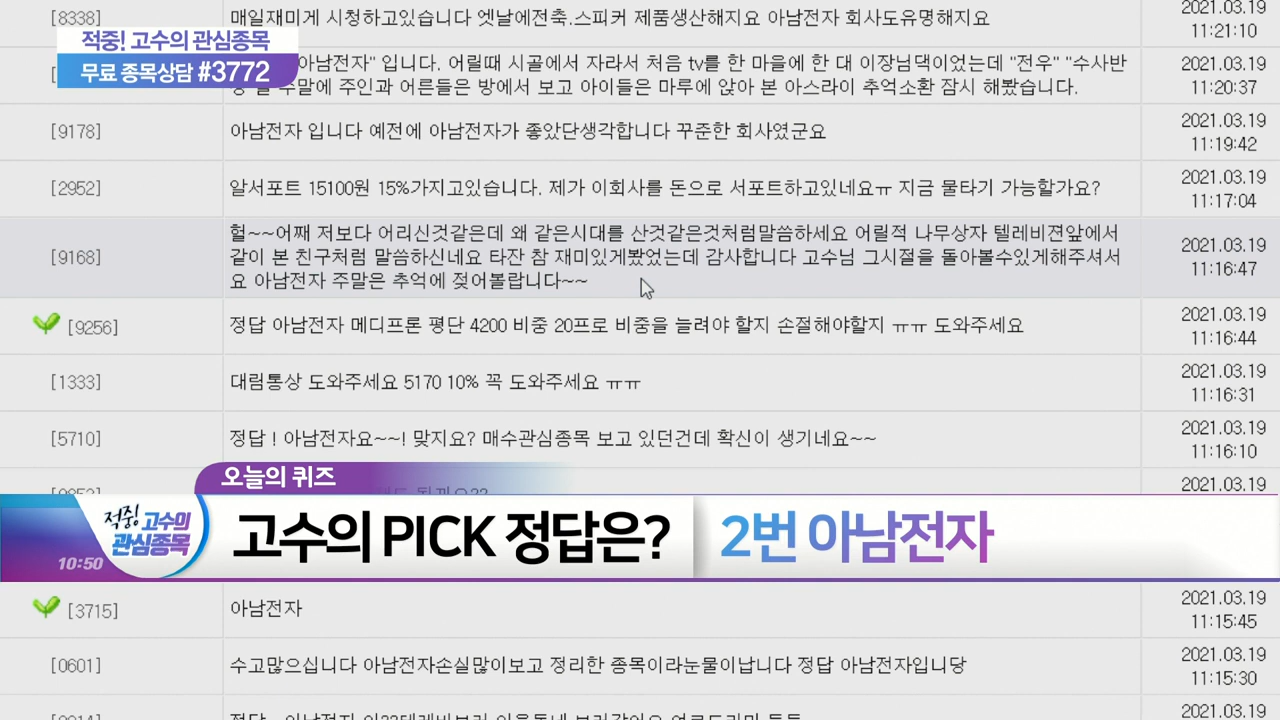 [8338] 매일재미게 시청하고있습니다 엣날에전축.스피커 제품생산해지요 아남전자 회사도유명해지요 2021.03.19
11:21:10
적중! 고수의 관심종목
무료 종목상담 #3772
아남전자" 입니다. 어릴때 시골에서 자라서 처음 tv를 한 마을에 한 대 이장님댁이었는데 "전우" "수사반
주말에 주인과 어른들은 방에서 보고 아이들은 마루에 앉아 본 아스라이 추억소환 잠시 해봤습니다.
2021.03.19
11:20:37
[9178] 아남전자 입니다 예전에 아남전자가 좋았단생각합니다 꾸준한 회사였군요 2021.03.19
11:19:42
[2952] 알서포트 15100원 15%가지고있습니다. 제가 이회사를 돈으로 서포트하고있네요ㅠ 지금 물타기 가능할가요? 2021.03.19
11:17:04
[9168] 헐~~어째 저보다 어리신것같은데 왜 같은시대를 산것같은것처럼말씀하세요 어릴적 나무상자 텔레비젼앞에서
같이 본 친구처럼 말씀하신네요 타잔 참 재미있게봤었는데 감사합니다 고수님 그시절을 돌아볼수있게해주셔서
요 아남전자 주말은 추억에 젖어볼랍니다~~
2021.03.19
11:16:47
[9256] 정답 아남전자 메디프론 평단 4200 비중 20프로 비중을 늘려야 할지 손절해야할지 ㅠㅠ 도와주세요 2021.03.19
11:16:44
[1333] 대림통상 도와주세요 5170 10% 꼭 도와주세요 ㅠㅠ 2021.03.19
11:16:31
[5710] 정답 ! 아남전자요~~! 맞지요? 매수관심종목 보고 있던건데 확신이 생기네요~~ 2021.03.19
11:16:10
2021.03.19
오늘의 퀴즈
적중! 고수의
관심종목
10:50
고수의 PICK 정답은? 2번 아남전자
[3715] 아남전자 2021.03.19
11:15:45
[0601] 수고많으십니다 아남전자손실많이보고 정리한 종목이라눈물이납니다 정답 아남전자입니당 2021.03.19
11:15:30
2021.03.19